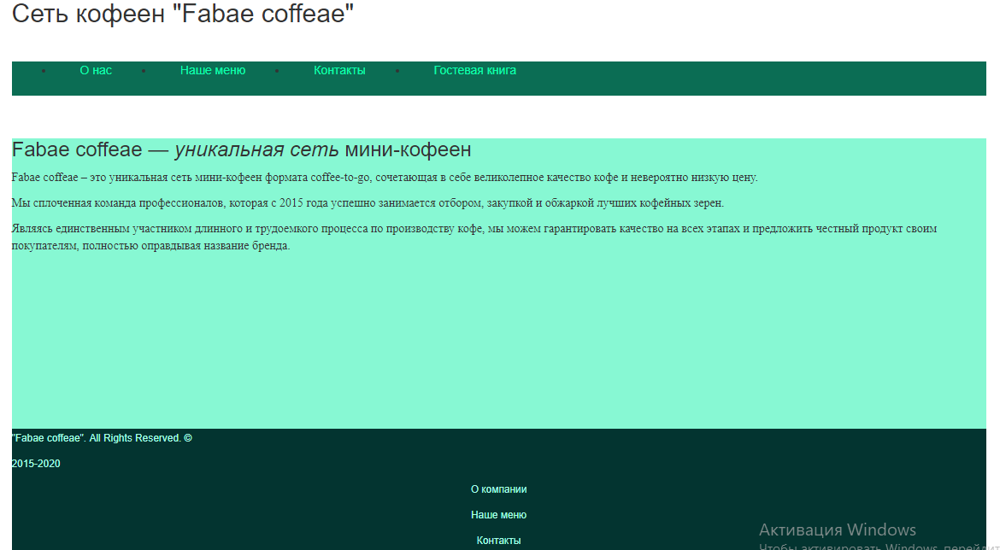 Сеть кофеен "Fabae coffeae"
О нас Наше меню Контакты Гостевая книга
Fabae coffeae — уникальная сеть мини-кофеен
Fabae coffeae – это уникальная сеть мини-кофеен формата coffee-to-go, сочетающая в себе великолепное качество кофе и невероятно низкую цену.
Мы сплоченная команда профессионалов, которая с 2015 года успешно занимается отбором, закупкой и обжаркой лучших кофейных зерен.
Являясь единственным участником длинного и трудоемкого процесса по производству кофе, мы можем гарантировать качество на всех этапах и предложить честный продукт своим
покупателям, полностью оправдывая название бренда.
"Fabae coffeae". All Rights Reserved. ©
2015-2020
О компании
Наше меню
Контакты
Активация Windows
Чтобы активировать Windows, перейдит